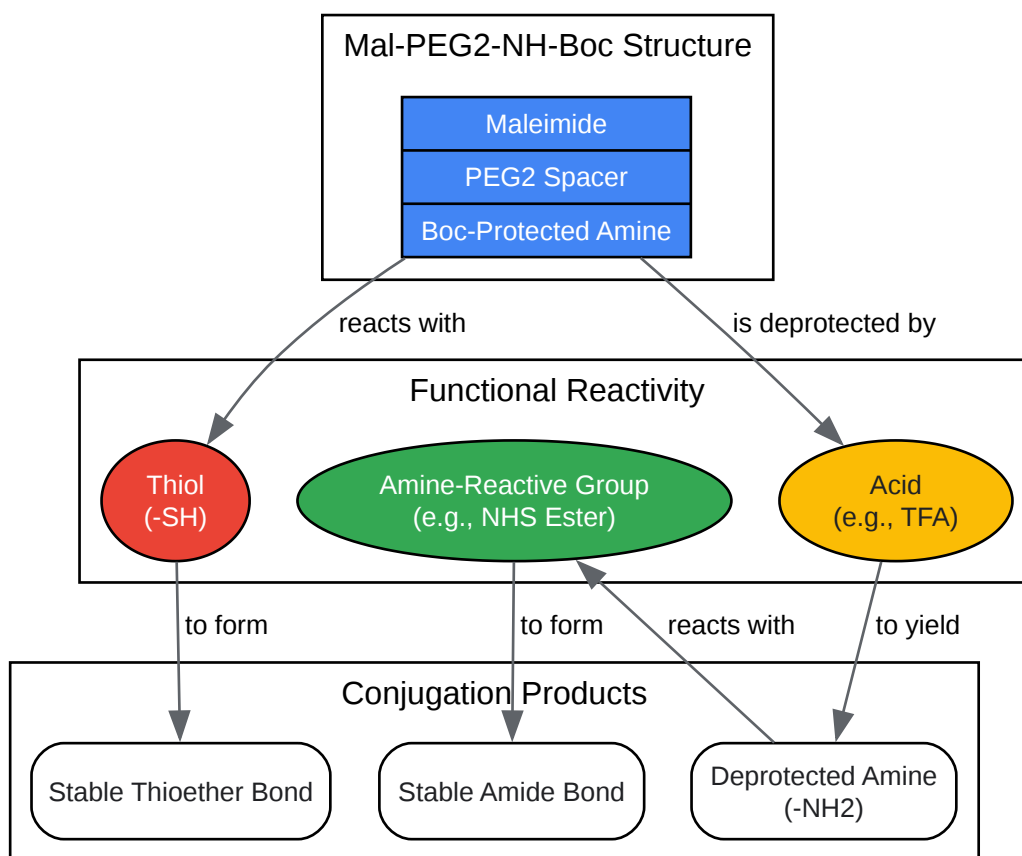 Mal-PEG2-NH-Boc Structure
Maleimide
PEG2 Spacer
Boc-Protected Amine
reacts with
is deprotected by
Functional Reactivity
Thiol
(-SH)
Amine-Reactive Group
(e.g., NHS Ester)
Acid
(e.g., TFA)
to form
to form
reacts with
to yield
Conjugation Products
Stable Thioether Bond
Stable Amide Bond
Deprotected Amine
(-NH2)